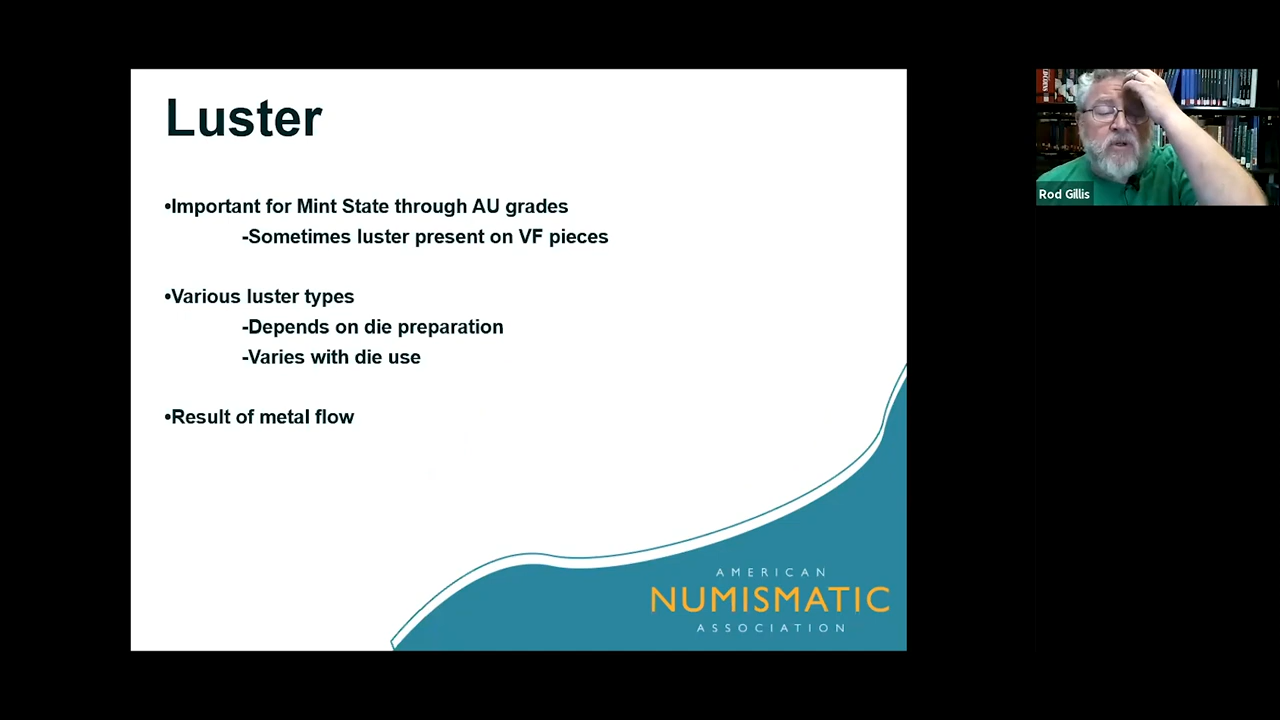 Luster
•Important for Mint State through AU grades
-Sometimes luster present on VF pieces
•Various luster types
-Depends on die preparation
-Varies with die use
•Result of metal flow
AMERICAN
NUMISMATIC
ASSOCIATION
Rod Gillis